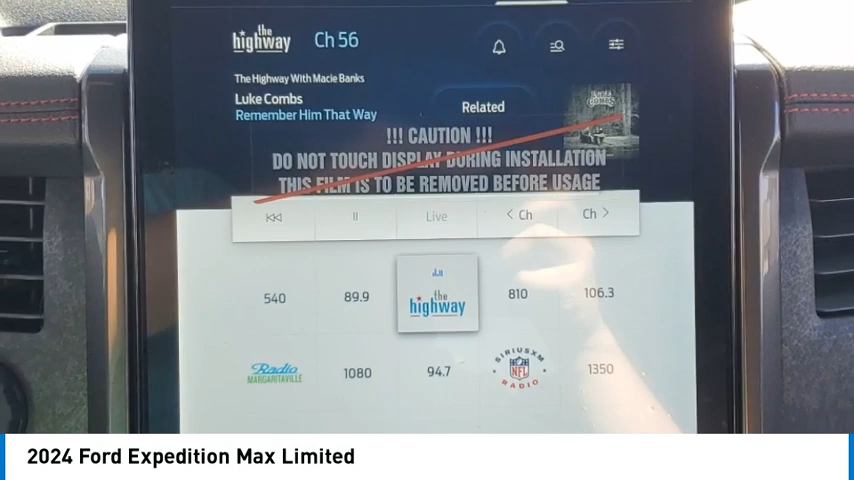 the highway
Ch 56
The Highway With Macie Banks
Luke Combs
Remember Him That Way
Related
!!! CAUTION !!!
DO NOT TOUCH DISPLAY DURING INSTALLATION
THIS FILM IS TO BE REMOVED BEFORE USAGE
Live
< Ch
Ch >
540
89.9
the highway
810
106.3
Radio MARGARITAVILLE
1080
94.7
SIRIUSXM NFL RADIO
1350
2024 Ford Expedition Max Limited